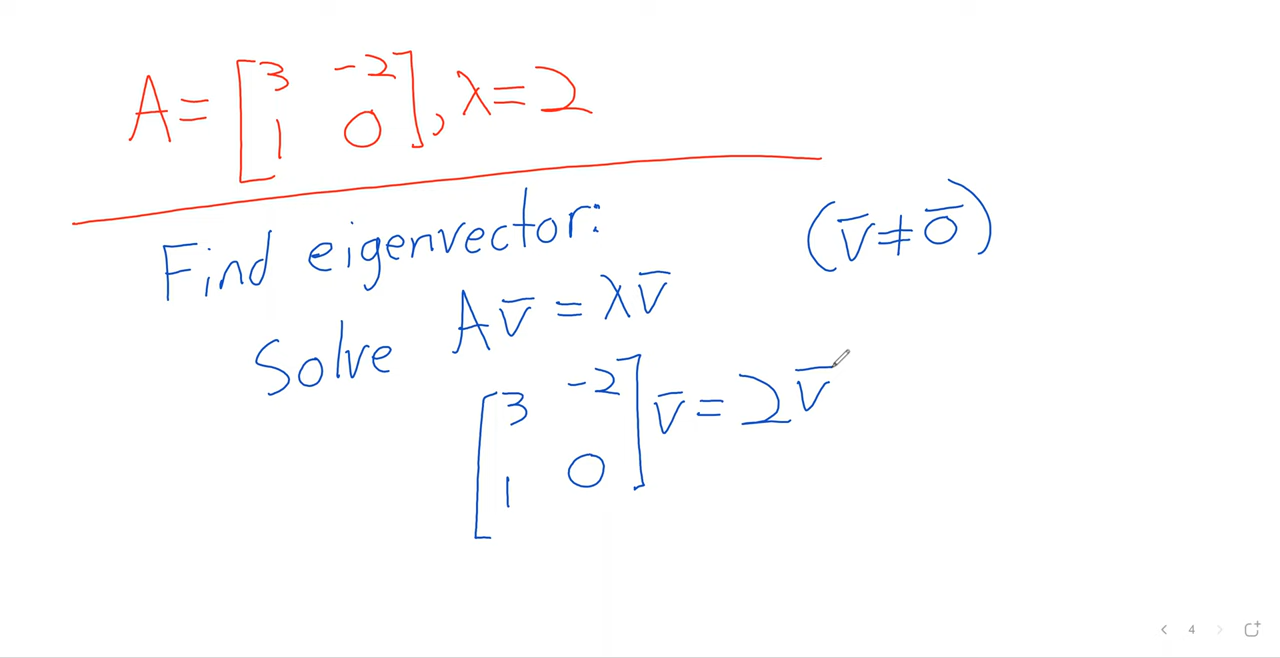 A = [3 -2; 1 0], λ = 2
Find eigenvector: (v̄ ≠ 0̄)
Solve Av̄ = λv̄
[3 -2; 1 0] v̄ = 2v̄
< 4 >